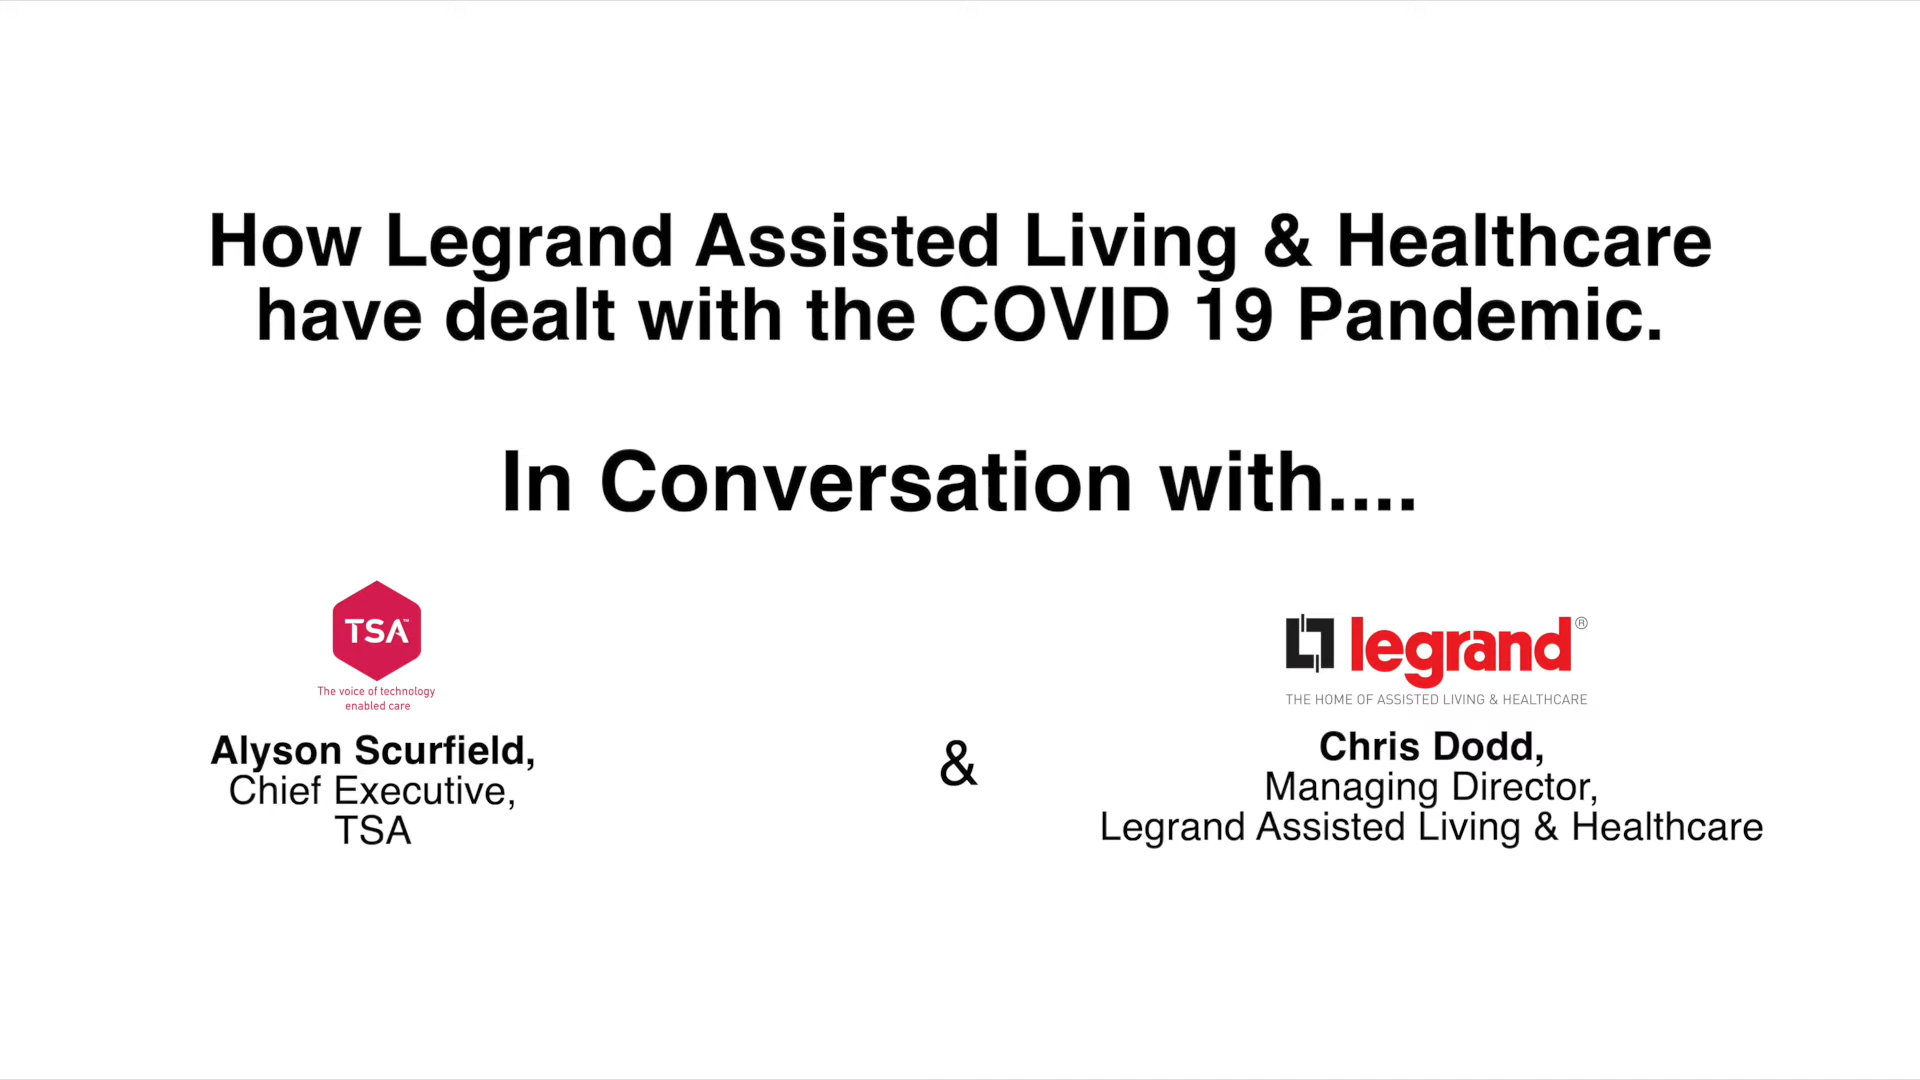 How Legrand Assisted Living & Healthcare
have dealt with the COVID 19 Pandemic.
In Conversation with....
TSA™
The voice of technology
enabled care
Alyson Scurfield,
Chief Executive,
TSA
&
legrand®
THE HOME OF ASSISTED LIVING & HEALTHCARE
Chris Dodd,
Managing Director,
Legrand Assisted Living & Healthcare